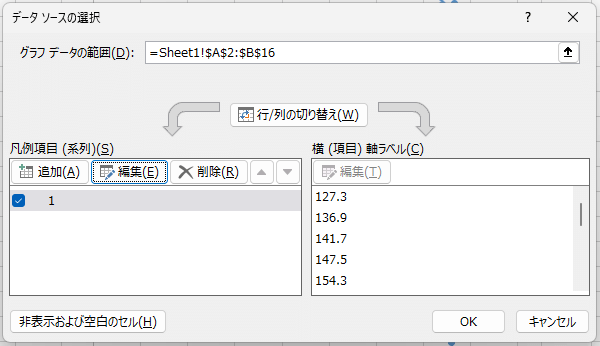 データ ソースの選択
? ×
グラフ データの範囲(D): =Sheet1!$A$2:$B$16
行/列の切り替え(W)
凡例項目 (系列)(S)
追加(A) 編集(E) 削除(R)
1
横 (項目) 軸ラベル(C)
編集(T)
127.3
136.9
141.7
147.5
154.3
非表示および空白のセル(H)
OK キャンセル